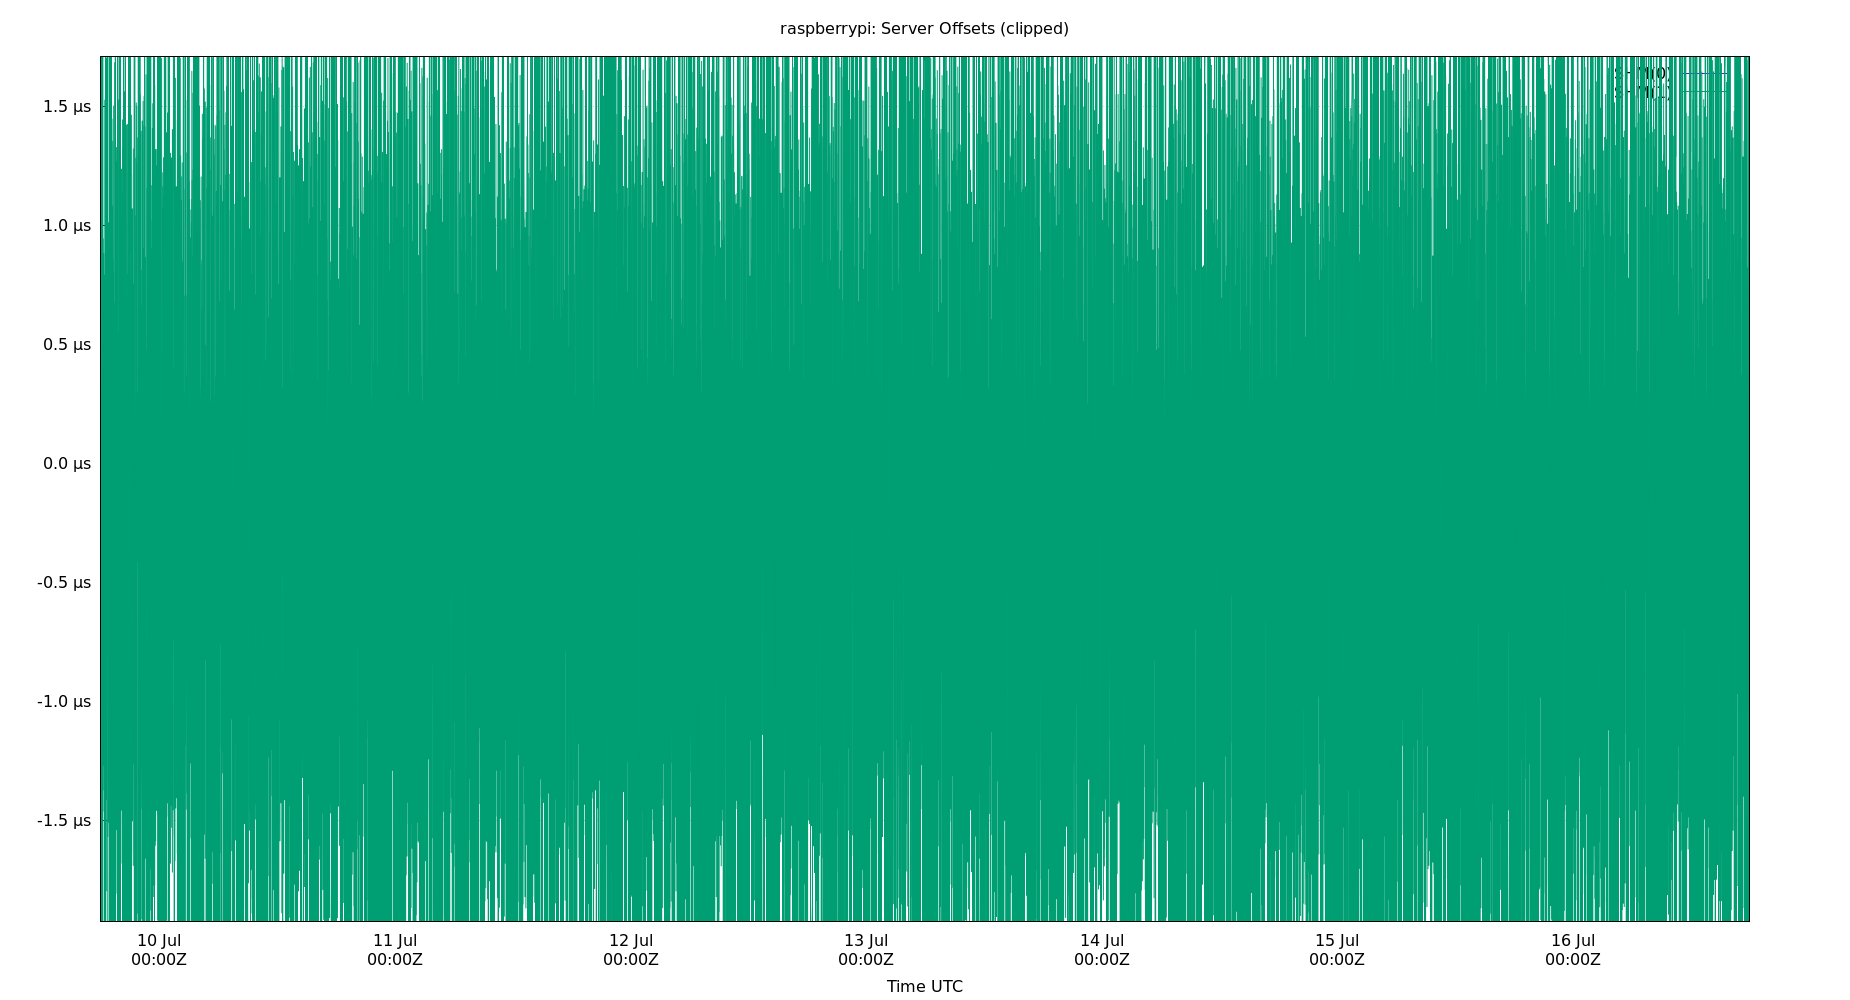 raspberrypi: Server Offsets (clipped)
1.5 µs
1.0 µs
0.5 µs
0.0 µs
-0.5 µs
-1.0 µs
-1.5 µs
10 Jul
00:00Z
11 Jul
00:00Z
12 Jul
00:00Z
13 Jul
00:00Z
14 Jul
00:00Z
15 Jul
00:00Z
16 Jul
00:00Z
Time UTC